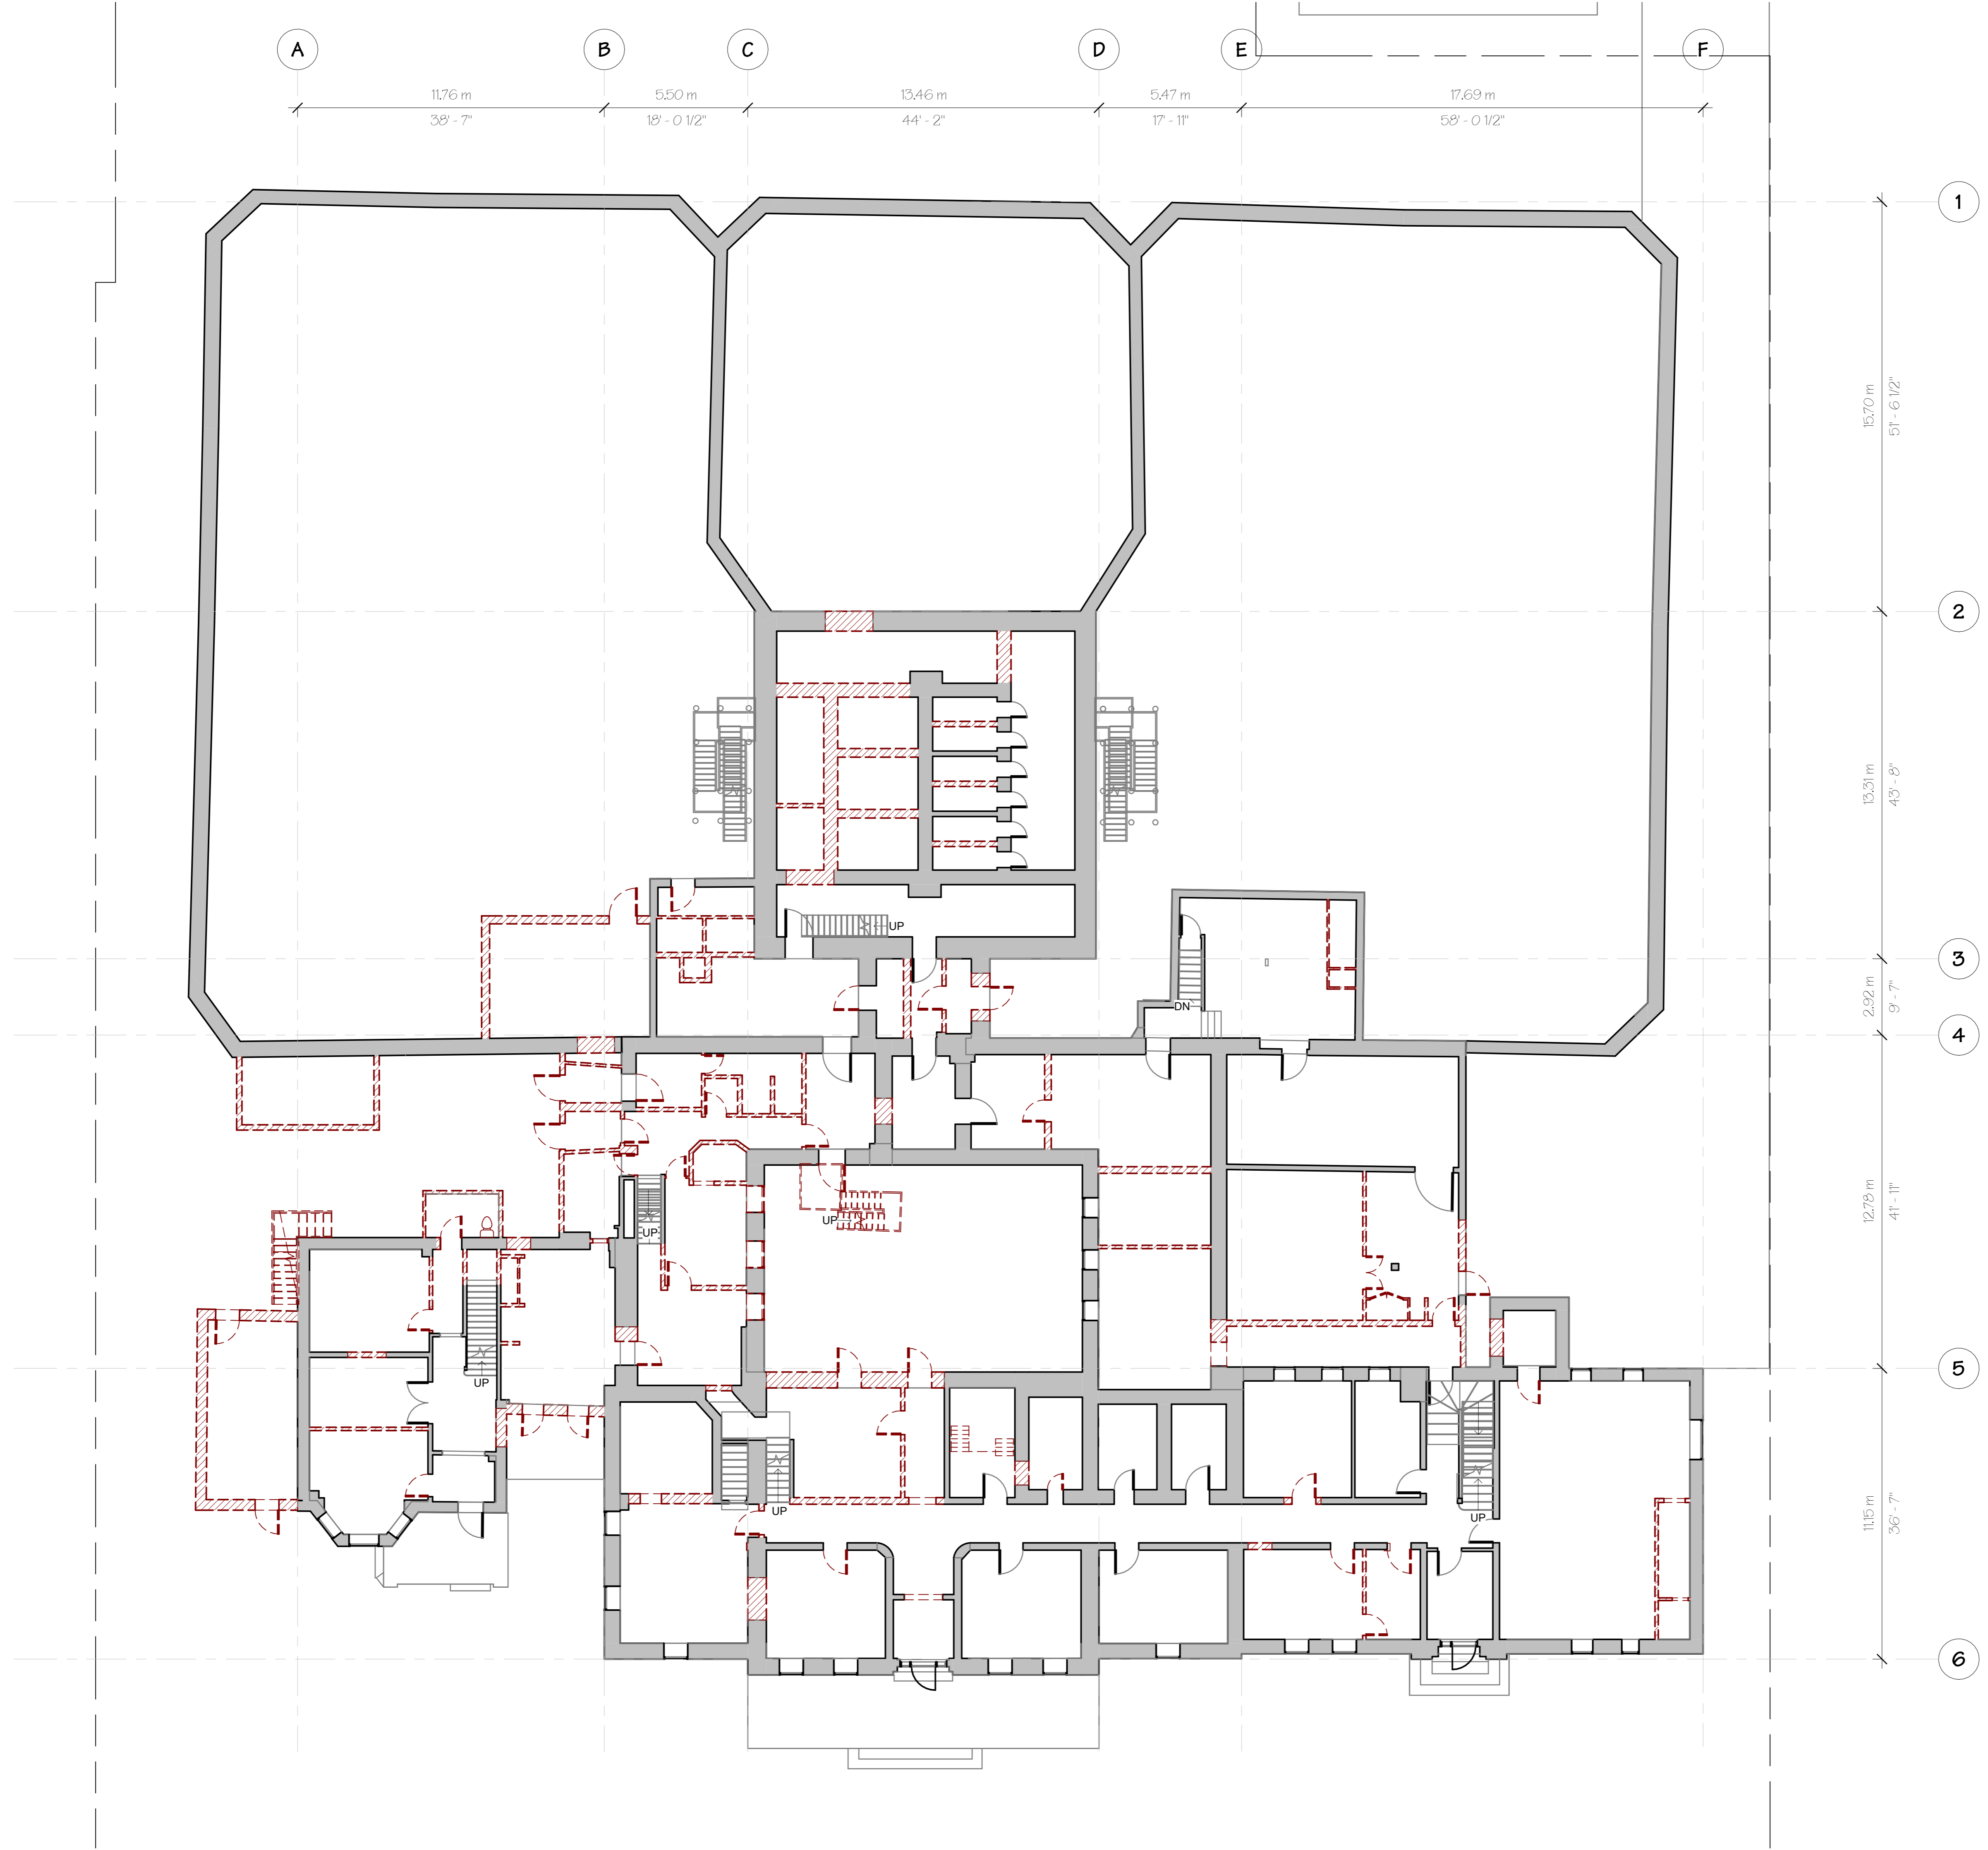 A B C D E F
11.76 m 5.50 m 13.46 m 5.47 m 17.69 m
38' - 7" 18' - 0 1/2" 44' - 2" 17' - 11" 58' - 0 1/2"
1
15.70 m
51' - 6 1/2"
2
13.31 m
43' - 8"
UP
3
2.92 m
9' - 7"
DN
4
12.78 m
41' - 11"
UP
UP
5
UP
11.15 m
36' - 7"
UP
UP
6